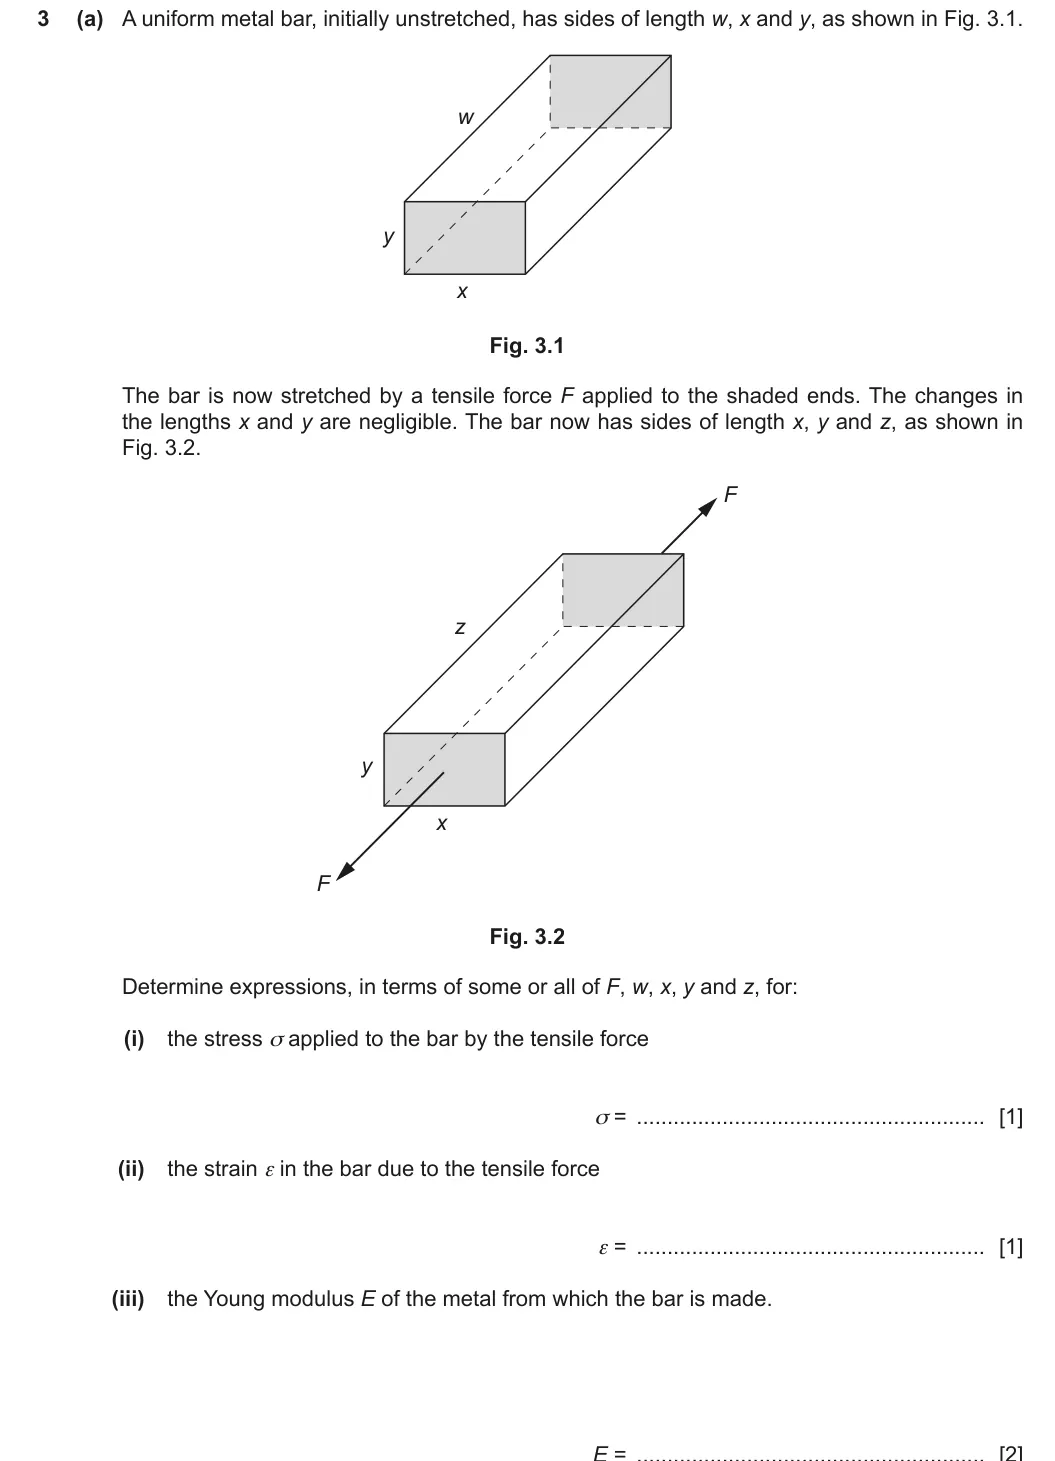 3 (a) A uniform metal bar, initially unstretched, has sides of length w, x and y, as shown in Fig. 3.1.
w
y
x
Fig. 3.1
The bar is now stretched by a tensile force F applied to the shaded ends. The changes in
the lengths x and y are negligible. The bar now has sides of length x, y and z, as shown in
Fig. 3.2.
F
z
y
x
F
Fig. 3.2
Determine expressions, in terms of some or all of F, w, x, y and z, for:
(i) the stress σ applied to the bar by the tensile force
σ = ......................................................... [1]
(ii) the strain ε in the bar due to the tensile force
ε = ......................................................... [1]
(iii) the Young modulus E of the metal from which the bar is made.
E = ......................................................... [2]